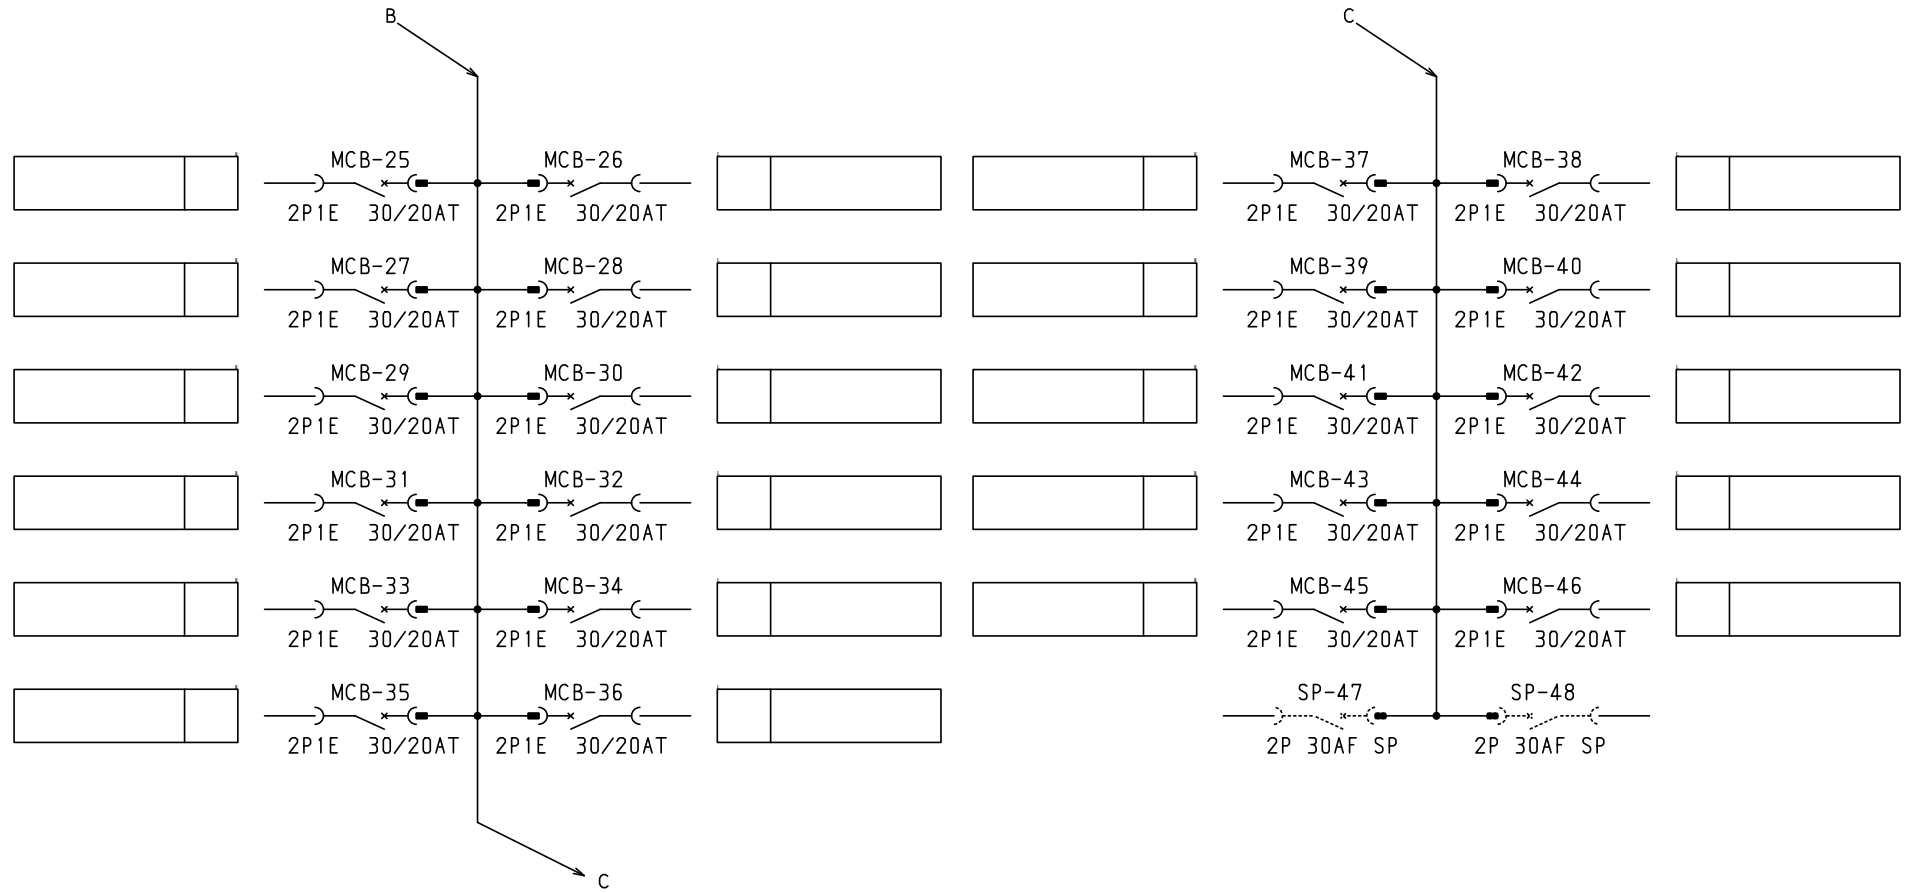 B
C
MCB-25 MCB-26 MCB-37 MCB-38
2P1E 30/20AT 2P1E 30/20AT 2P1E 30/20AT 2P1E 30/20AT
MCB-27 MCB-28 MCB-39 MCB-40
2P1E 30/20AT 2P1E 30/20AT 2P1E 30/20AT 2P1E 30/20AT
MCB-29 MCB-30 MCB-41 MCB-42
2P1E 30/20AT 2P1E 30/20AT 2P1E 30/20AT 2P1E 30/20AT
MCB-31 MCB-32 MCB-43 MCB-44
2P1E 30/20AT 2P1E 30/20AT 2P1E 30/20AT 2P1E 30/20AT
MCB-33 MCB-34 MCB-45 MCB-46
2P1E 30/20AT 2P1E 30/20AT 2P1E 30/20AT 2P1E 30/20AT
MCB-35 MCB-36 SP-47 SP-48
2P1E 30/20AT 2P1E 30/20AT 2P 30AF SP 2P 30AF SP
C